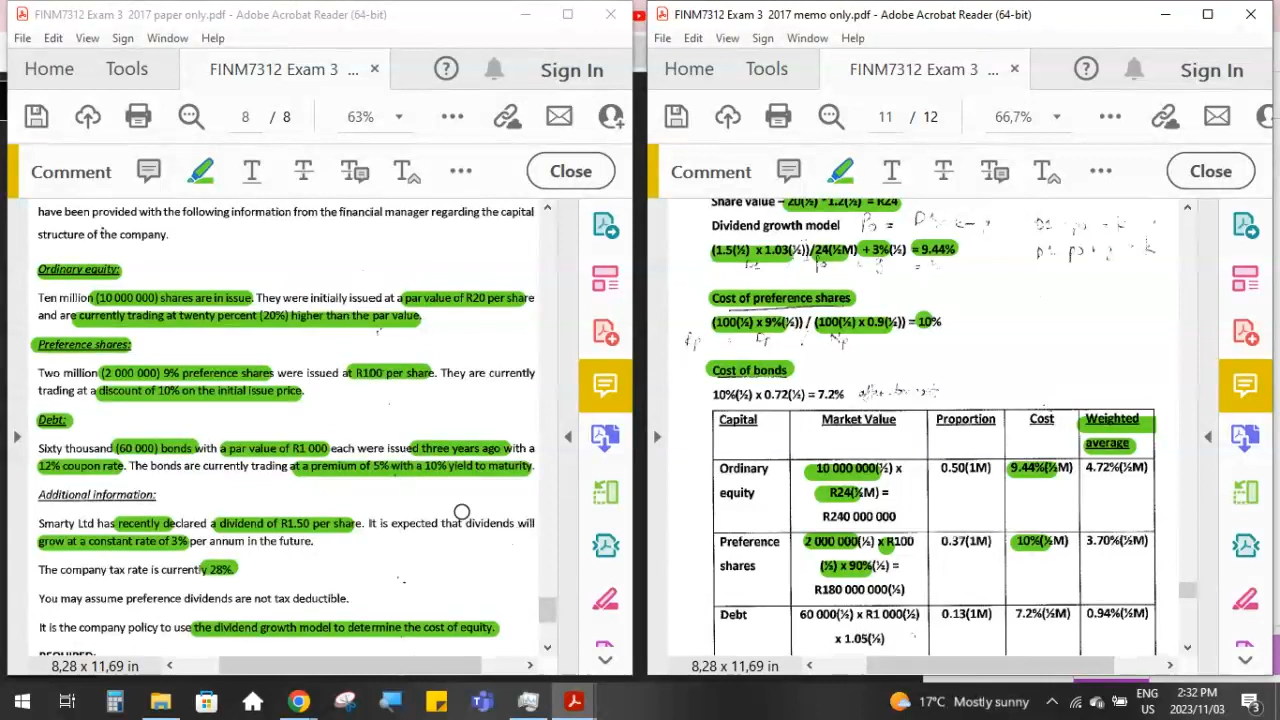 FINM7312 Exam 3 2017 paper only.pdf - Adobe Acrobat Reader (64-bit)
File Edit View Sign Window Help
Home Tools FINM7312 Exam 3 ... × Sign In
8 / 8 63%
Comment Close
have been provided with the following information from the financial manager regarding the capital
structure of the company.
Ordinary equity:
Ten million (10 000 000) shares are in issue. They were initially issued at a par value of R20 per share
and are currently trading at twenty percent (20%) higher than the par value.
Preference shares:
Two million (2 000 000) 9% preference shares were issued at R100 per share. They are currently
trading at a discount of 10% on the initial issue price.
Debt:
Sixty thousand (60 000) bonds with a par value of R1 000 each were issued three years ago with a
12% coupon rate. The bonds are currently trading at a premium of 5% with a 10% yield to maturity.
Additional information:
Smarty Ltd has recently declared a dividend of R1.50 per share. It is expected that dividends will
grow at a constant rate of 3% per annum in the future.
The company tax rate is currently 28%.
You may assume preference dividends are not tax deductible.
It is the company policy to use the dividend growth model to determine the cost of equity.
REQUIRED:
8,28 x 11,69 in
FINM7312 Exam 3 2017 memo only.pdf - Adobe Acrobat Reader (64-bit)
File Edit View Sign Window Help
Home Tools FINM7312 Exam 3 ... × Sign In
11 / 12 66,7%
Comment Close
Share value – 20(½) * 1.2(½) = R24
Dividend growth model
(1.5(½) x 1.03(½))/24(½M) + 3%(½) = 9.44%
Cost of preference shares
(100(½) x 9%(½)) / (100(½) x 0.9(½)) = 10%
Cost of bonds
10%(½) x 0.72(½) = 7.2%
Capital Market Value Proportion Cost Weighted
average
Ordinary 10 000 000(½) x 0.50(1M) 9.44%(½M) 4.72%(½M)
equity R24(½M) =
R240 000 000
Preference 2 000 000(½) x R100 0.37(1M) 10%(½M) 3.70%(½M)
shares (½) x 90%(½) =
R180 000 000(½)
Debt 60 000(½) x R1 000(½) 0.13(1M) 7.2%(½M) 0.94%(½M)
x 1.05(½)
8,28 x 11,69 in
17°C Mostly sunny ENG
US 2:32 PM
2023/11/03 3